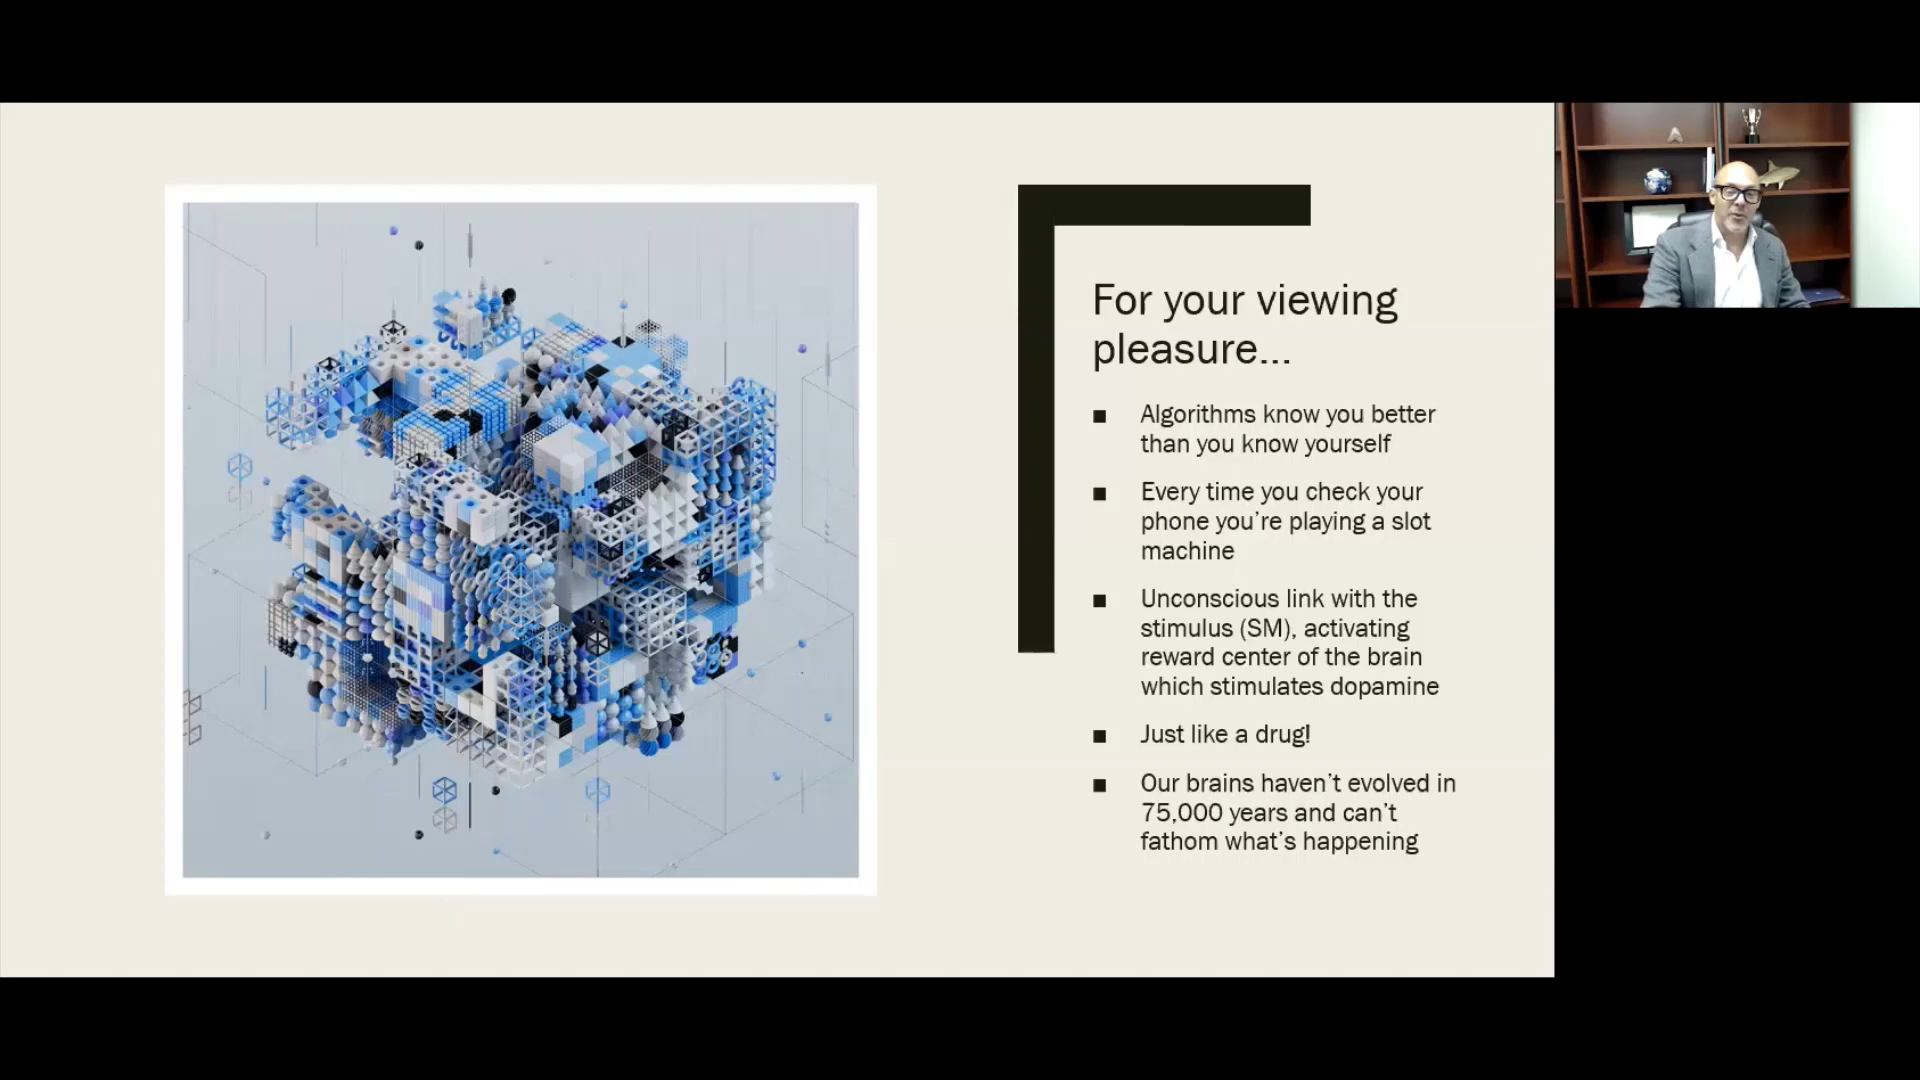 For your viewing
pleasure...
■ Algorithms know you better
than you know yourself
■ Every time you check your
phone you're playing a slot
machine
■ Unconscious link with the
stimulus (SM), activating
reward center of the brain
which stimulates dopamine
■ Just like a drug!
■ Our brains haven't evolved in
75,000 years and can't
fathom what's happening